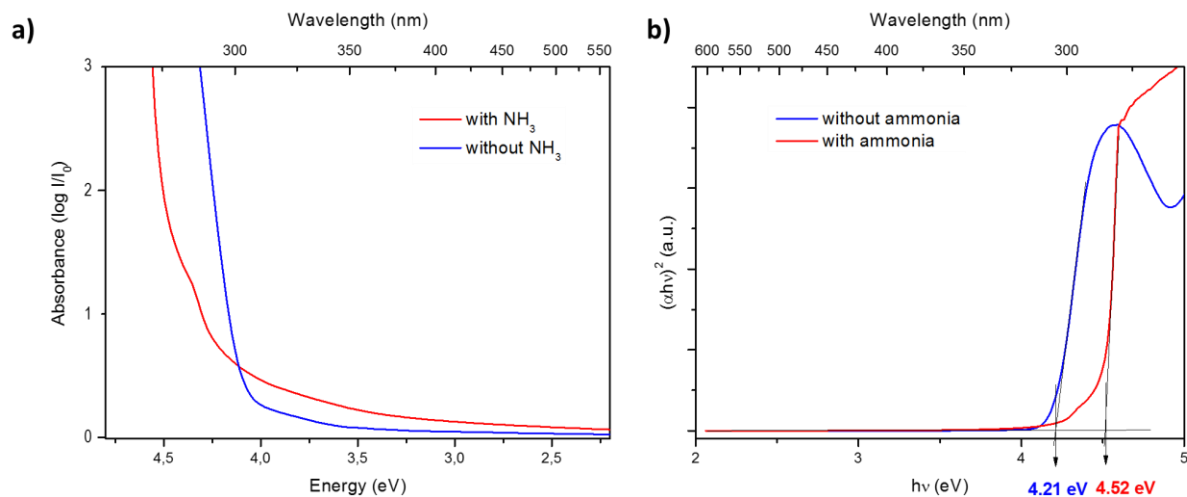 a)
Wavelength (nm)
300 350 400 450 500 550
3
2
1
0
Absorbance (log I/I0)
with NH3
without NH3
4,5 4,0 3,5 3,0 2,5
Energy (eV)
b)
Wavelength (nm)
600 550 500 450 400 350 300
(αhν)2 (a.u.)
without ammonia
with ammonia
2 3 4 5
hν (eV)
4.21 eV 4.52 eV